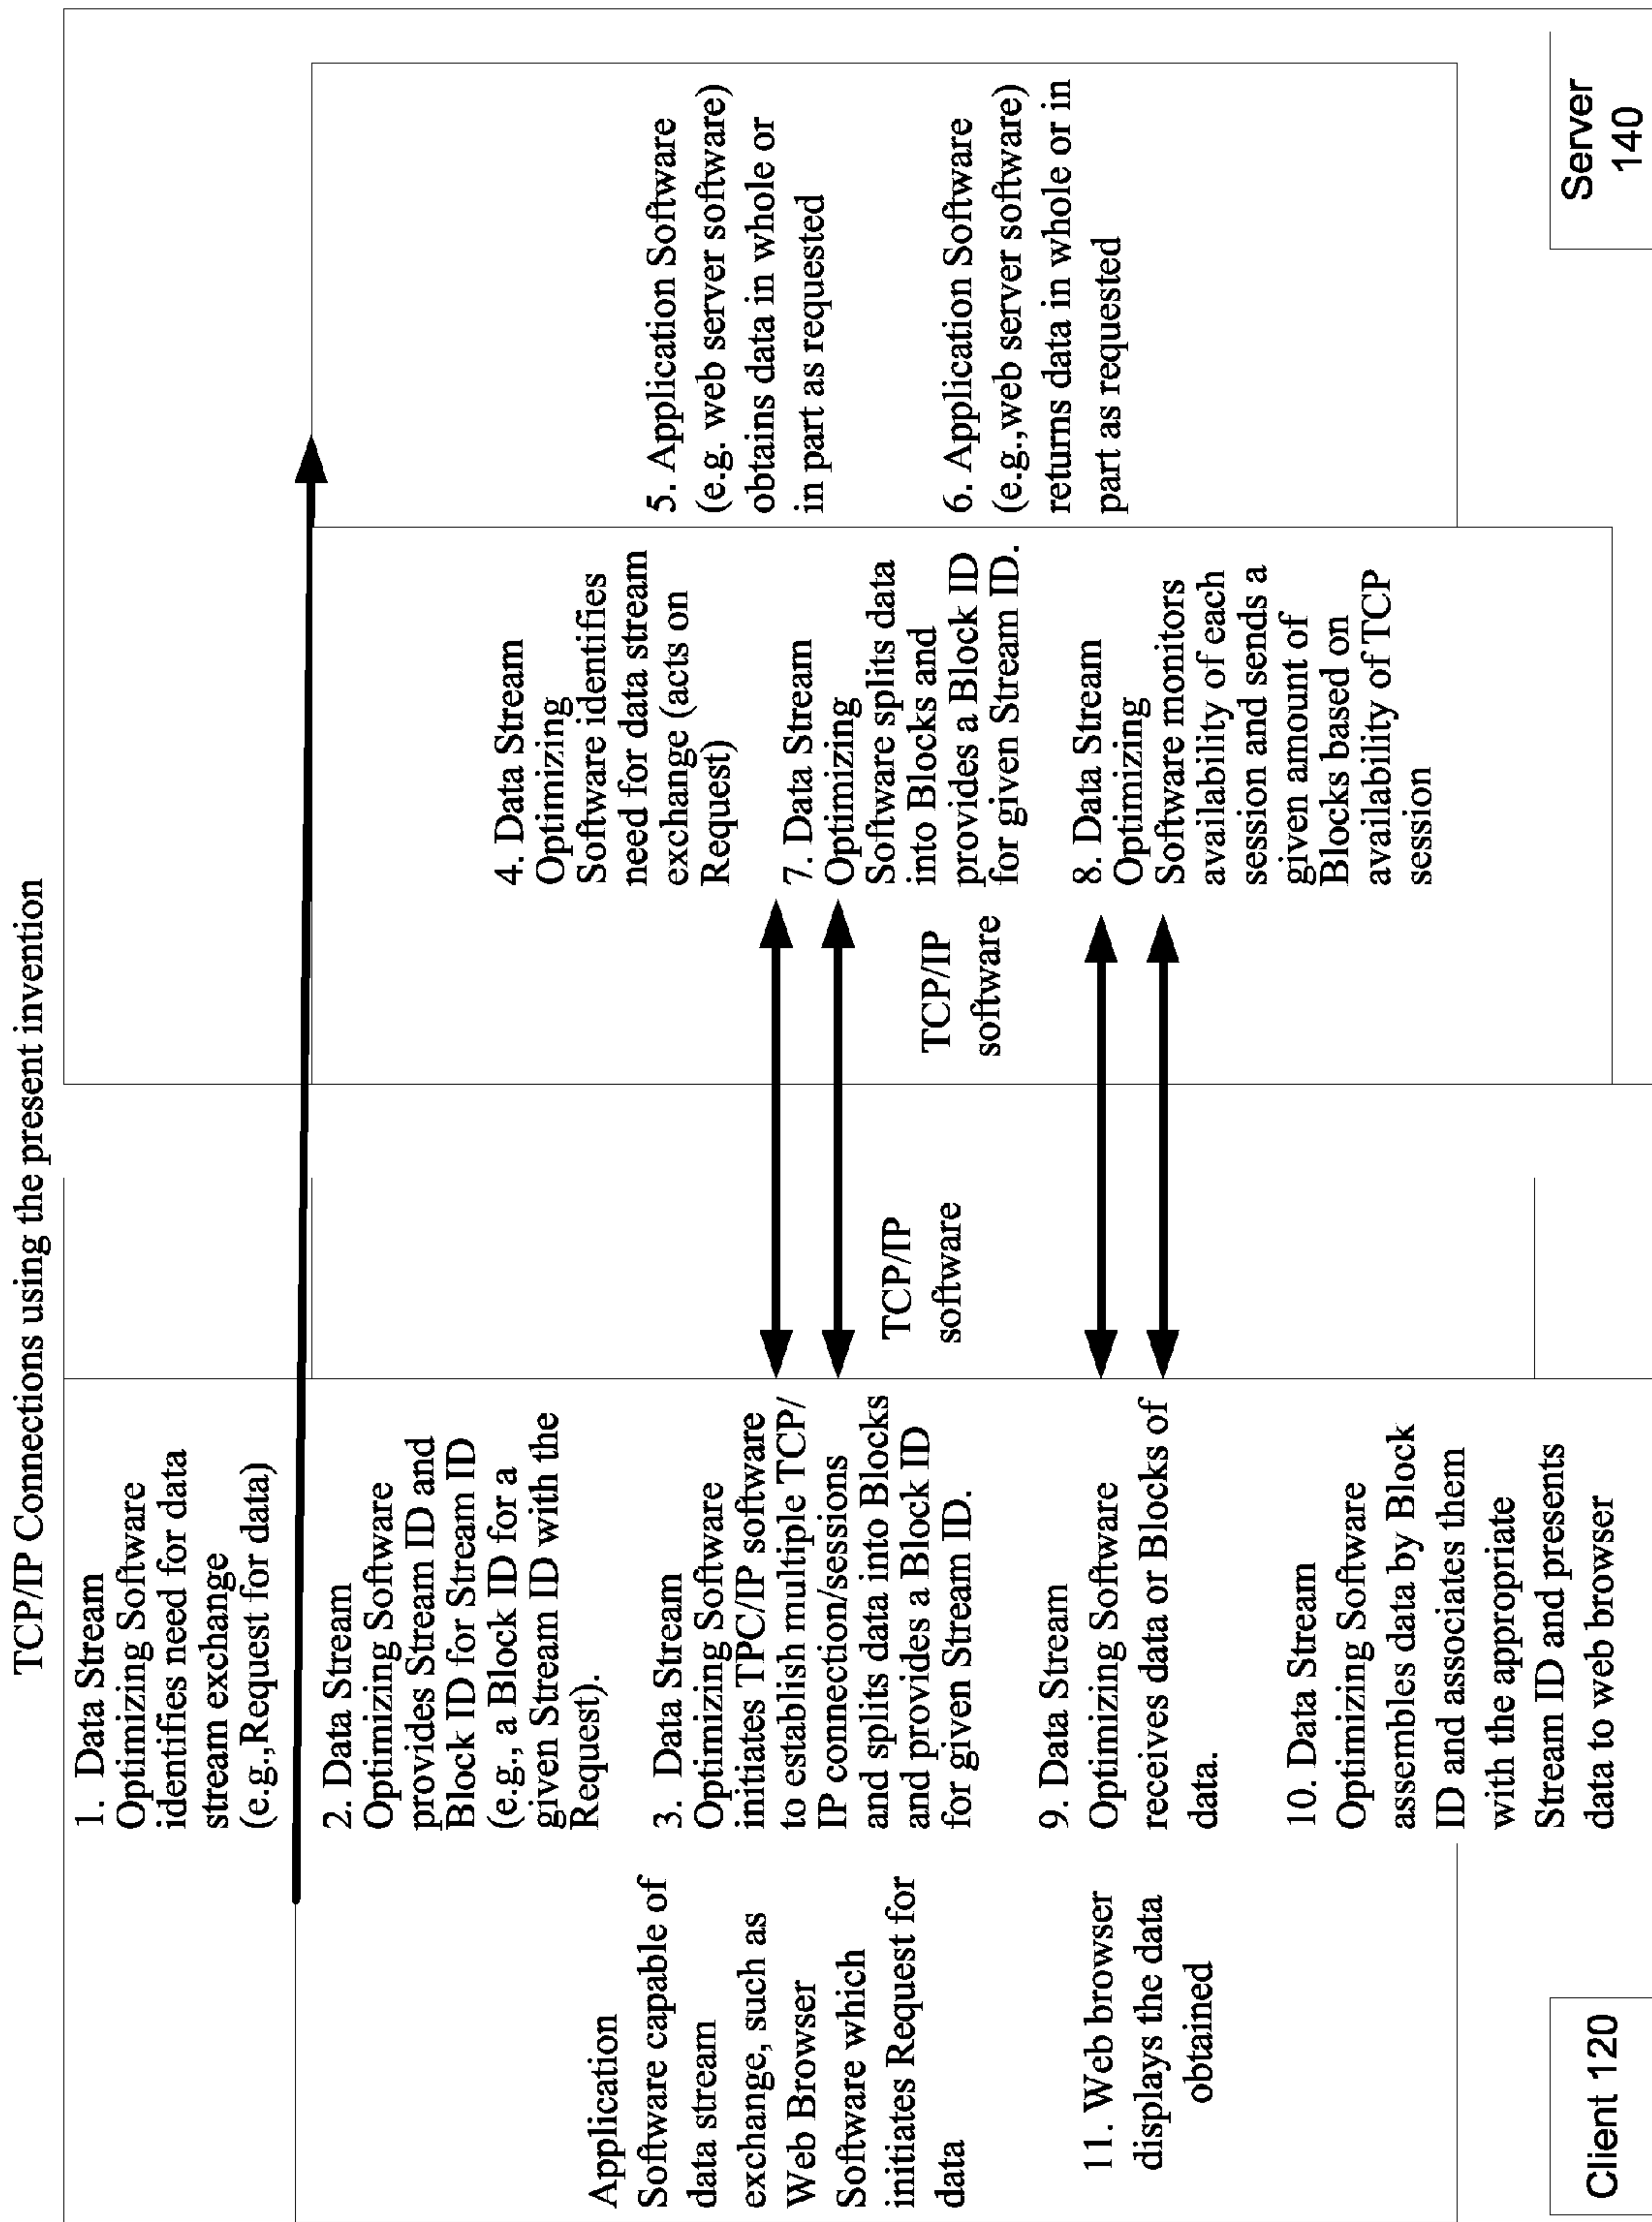 TCP/IP Connections using the present invention
1. Data Stream
Optimizing Software
identifies need for data
stream exchange
(e.g.,Request for data)
2. Data Stream
Optimizing Software
provides Stream ID and
Block ID for Stream ID
(e.g., a Block ID for a
given Stream ID with the
Request).
3. Data Stream
Optimizing Software
initiates TPC/IP software
to establish multiple TCP/
IP connection/sessions
and splits data into Blocks
and provides a Block ID
for given Stream ID.
Application
Software capable of
data stream
exchange, such as
Web Browser
Software which
initiates Request for
data
4. Data Stream
Optimizing
Software identifies
need for data stream
exchange (acts on
Request)
5. Application Software
(e.g. web server software)
obtains data in whole or
in part as requested
6. Application Software
(e.g.,web server software)
returns data in whole or in
part as requested
7. Data Stream
Optimizing
Software splits data
into Blocks and
provides a Block ID
for given Stream ID.
TCP/IP
software
TCP/IP
software
8. Data Stream
Optimizing
Software monitors
availability of each
session and sends a
given amount of
Blocks based on
availability of TCP
session
9. Data Stream
Optimizing Software
receives data or Blocks of
data.
10. Data Stream
Optimizing Software
assembles data by Block
ID and associates them
with the appropriate
Stream ID and presents
data to web browser
11. Web browser
displays the data
obtained
Client 120
Server
140